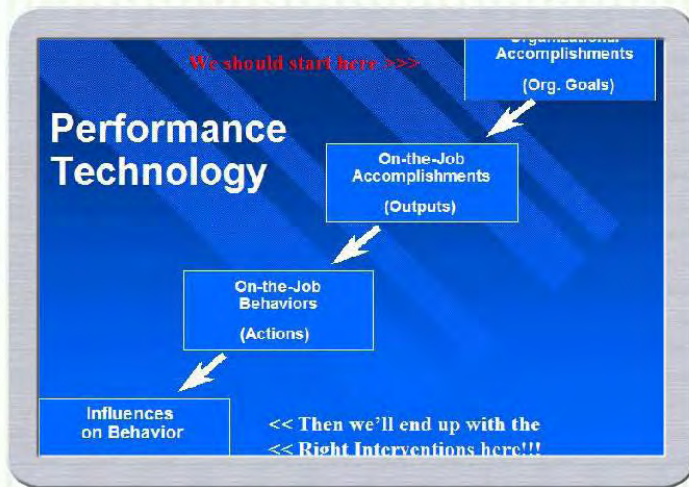 We should start here >>>
Organizational
Accomplishments
(Org. Goals)
Performance
Technology
On-the-Job
Accomplishments
(Outputs)
On-the-Job
Behaviors
(Actions)
Influences
on Behavior
<< Then we'll end up with the
<< Right Interventions here!!!